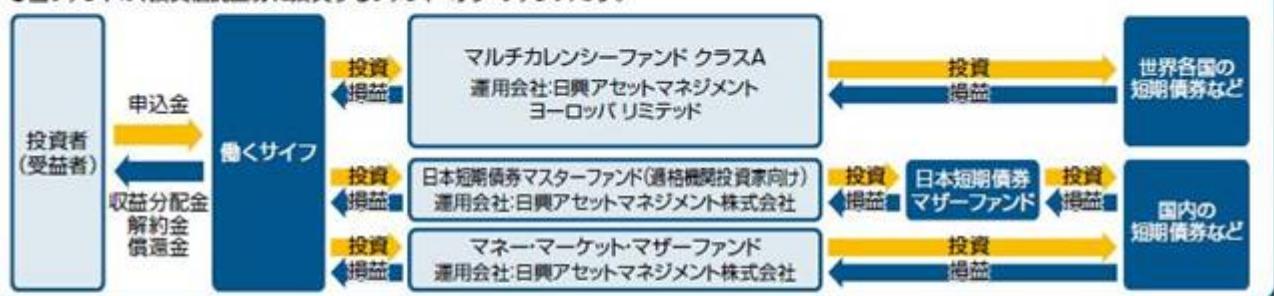 申込金
投資者
(受益者)
収益分配金
解約金
償還金
働くサイフ
投資
損益
マルチカレンシーファンド クラスA
運用会社:日興アセットマネジメント
ヨーロッパ リミテッド
投資
損益
世界各国の
短期債券など
投資
損益
日本短期債券マスターファンド(適格機関投資家向け)
運用会社:日興アセットマネジメント株式会社
投資
損益
日本短期債券
マザーファンド
投資
損益
国内の
短期債券など
投資
損益
マネー・マーケット・マザーファンド
運用会社:日興アセットマネジメント株式会社
投資
損益